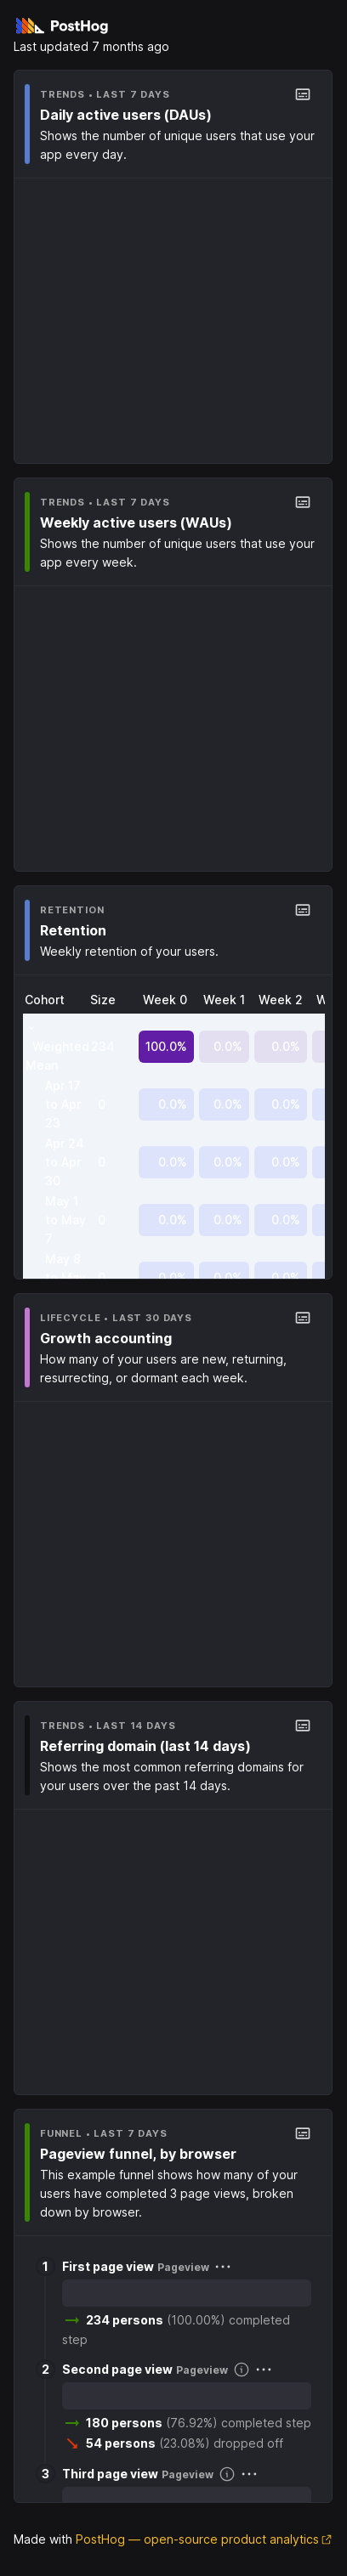 PostHog
Last updated 7 months ago
TRENDS • LAST 7 DAYS
Daily active users (DAUs)
Shows the number of unique users that use your
app every day.
TRENDS • LAST 7 DAYS
Weekly active users (WAUs)
Shows the number of unique users that use your
app every week.
RETENTION
Retention
Weekly retention of your users.
Cohort Size Week 0 Week 1 Week 2 W
Weighted 234 100.0% 0.0% 0.0%
Mean
Apr 17
to Apr 0 0.0% 0.0% 0.0%
23
Apr 24
to Apr 0 0.0% 0.0% 0.0%
30
May 1
to May 0 0.0% 0.0% 0.0%
7
May 8
to May 0 0.0% 0.0% 0.0%
LIFECYCLE • LAST 30 DAYS
Growth accounting
How many of your users are new, returning,
resurrecting, or dormant each week.
TRENDS • LAST 14 DAYS
Referring domain (last 14 days)
Shows the most common referring domains for
your users over the past 14 days.
FUNNEL • LAST 7 DAYS
Pageview funnel, by browser
This example funnel shows how many of your
users have completed 3 page views, broken
down by browser.
1 First page view Pageview
234 persons (100.00%) completed
step
2 Second page view Pageview
180 persons (76.92%) completed step
54 persons (23.08%) dropped off
3 Third page view Pageview
Made with PostHog — open-source product analytics